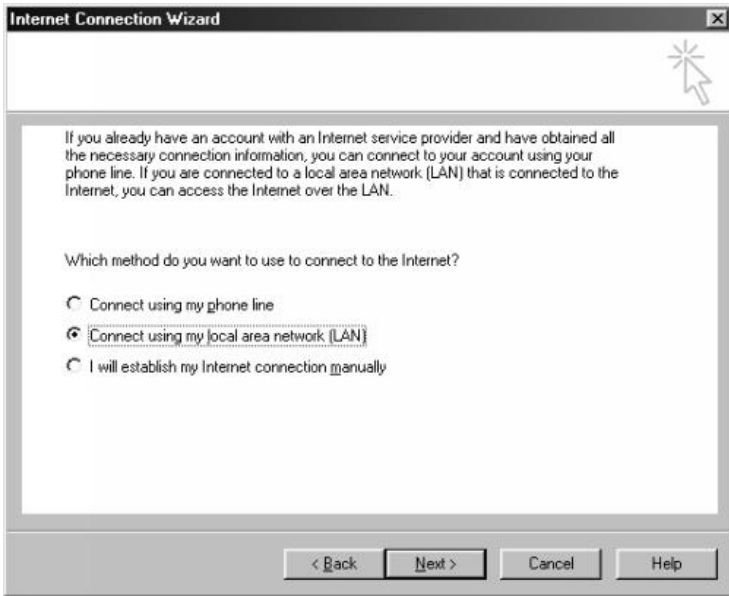 Internet Connection Wizard
If you already have an account with an Internet service provider and have obtained all
the necessary connection information, you can connect to your account using your
phone line. If you are connected to a local area network (LAN) that is connected to the
Internet, you can access the Internet over the LAN.
Which method do you want to use to connect to the Internet?
Connect using my phone line
Connect using my local area network (LAN)
I will establish my Internet connection manually
< Back Next > Cancel Help